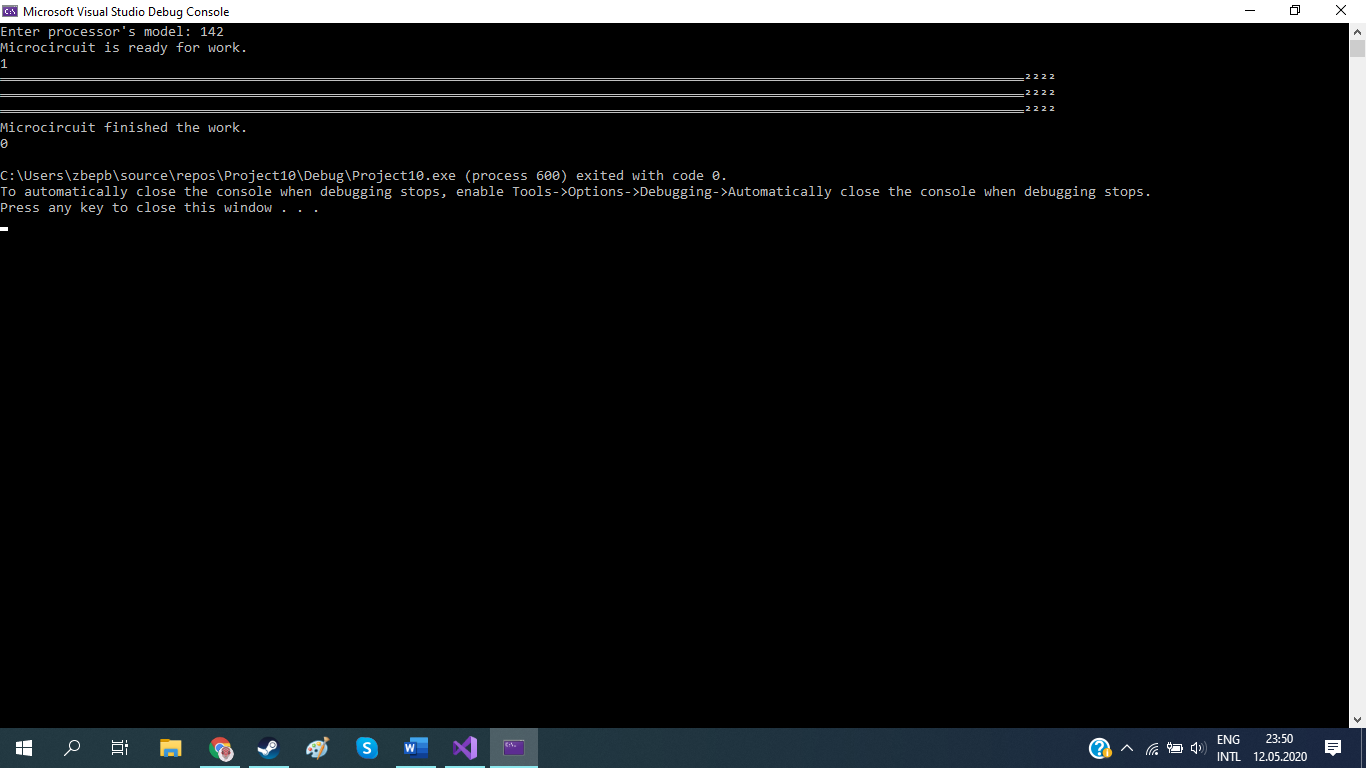 Microsoft Visual Studio Debug Console
Enter processor's model: 142
Microcircuit is ready for work.
1
════════════════════════════════════════════════════════════════════════════════════════════════════════════════════════════════²²²²
════════════════════════════════════════════════════════════════════════════════════════════════════════════════════════════════²²²²
════════════════════════════════════════════════════════════════════════════════════════════════════════════════════════════════²²²²
Microcircuit finished the work.
0
C:\Users\zbepb\source\repos\Project10\Debug\Project10.exe (process 600) exited with code 0.
To automatically close the console when debugging stops, enable Tools->Options->Debugging->Automatically close the console when debugging stops.
Press any key to close this window . . .
ENG
INTL
23:50
12.05.2020